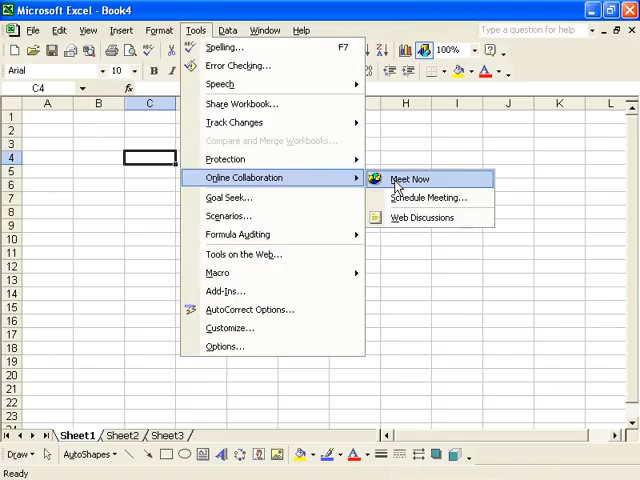 Microsoft Excel - Book4
File Edit View Insert Format Tools Data Window Help Type a question for help
100%
Arial 10 B I
C4 fx
A B C H I J K L
1
2
3
4
5
6
7
8
9
10
11
12
13
14
15
16
17
18
19
20
21
22
23
Spelling... F7
Error Checking...
Speech
Share Workbook...
Track Changes
Compare and Merge Workbooks...
Protection
Online Collaboration
Goal Seek...
Scenarios...
Formula Auditing
Tools on the Web...
Macro
Add-Ins...
AutoCorrect Options...
Customize...
Options...
Meet Now
Schedule Meeting...
Web Discussions
Sheet1 Sheet2 Sheet3
Draw AutoShapes
Ready